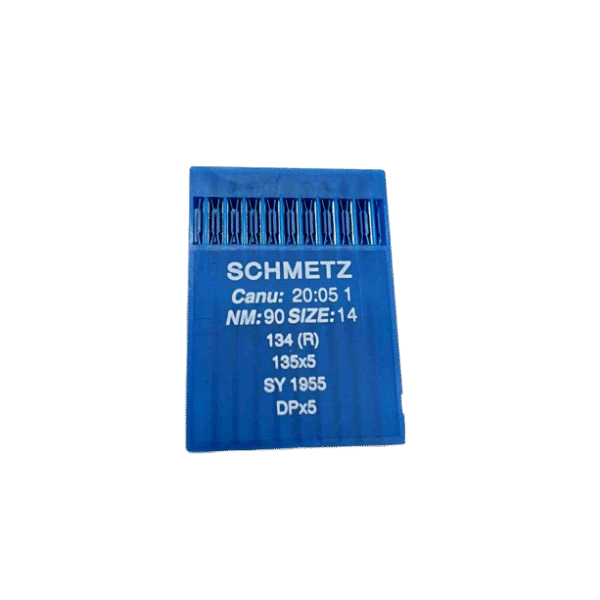 SCHMETZ
Canu: 20:05 1
NM:90 SIZE:14
134 (R)
135x5
SY 1955
DPx5